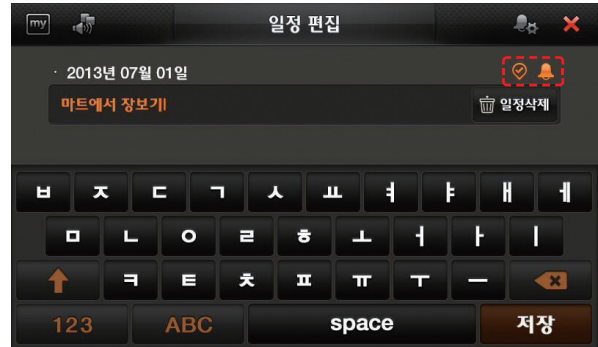 my 일정 편집
· 2013년 07월 01일
마트에서 장보기 일정삭제
ㅂ ㅈ ㄷ ㄱ ㅅ ㅛ ㅕ ㅑ ㅐ ㅔ
ㅁ ㄴ ㅇ ㄹ ㅎ ㅗ ㅓ ㅏ ㅣ
ㅋ ㅌ ㅊ ㅍ ㅠ ㅜ ㅡ
123 ABC space 저장